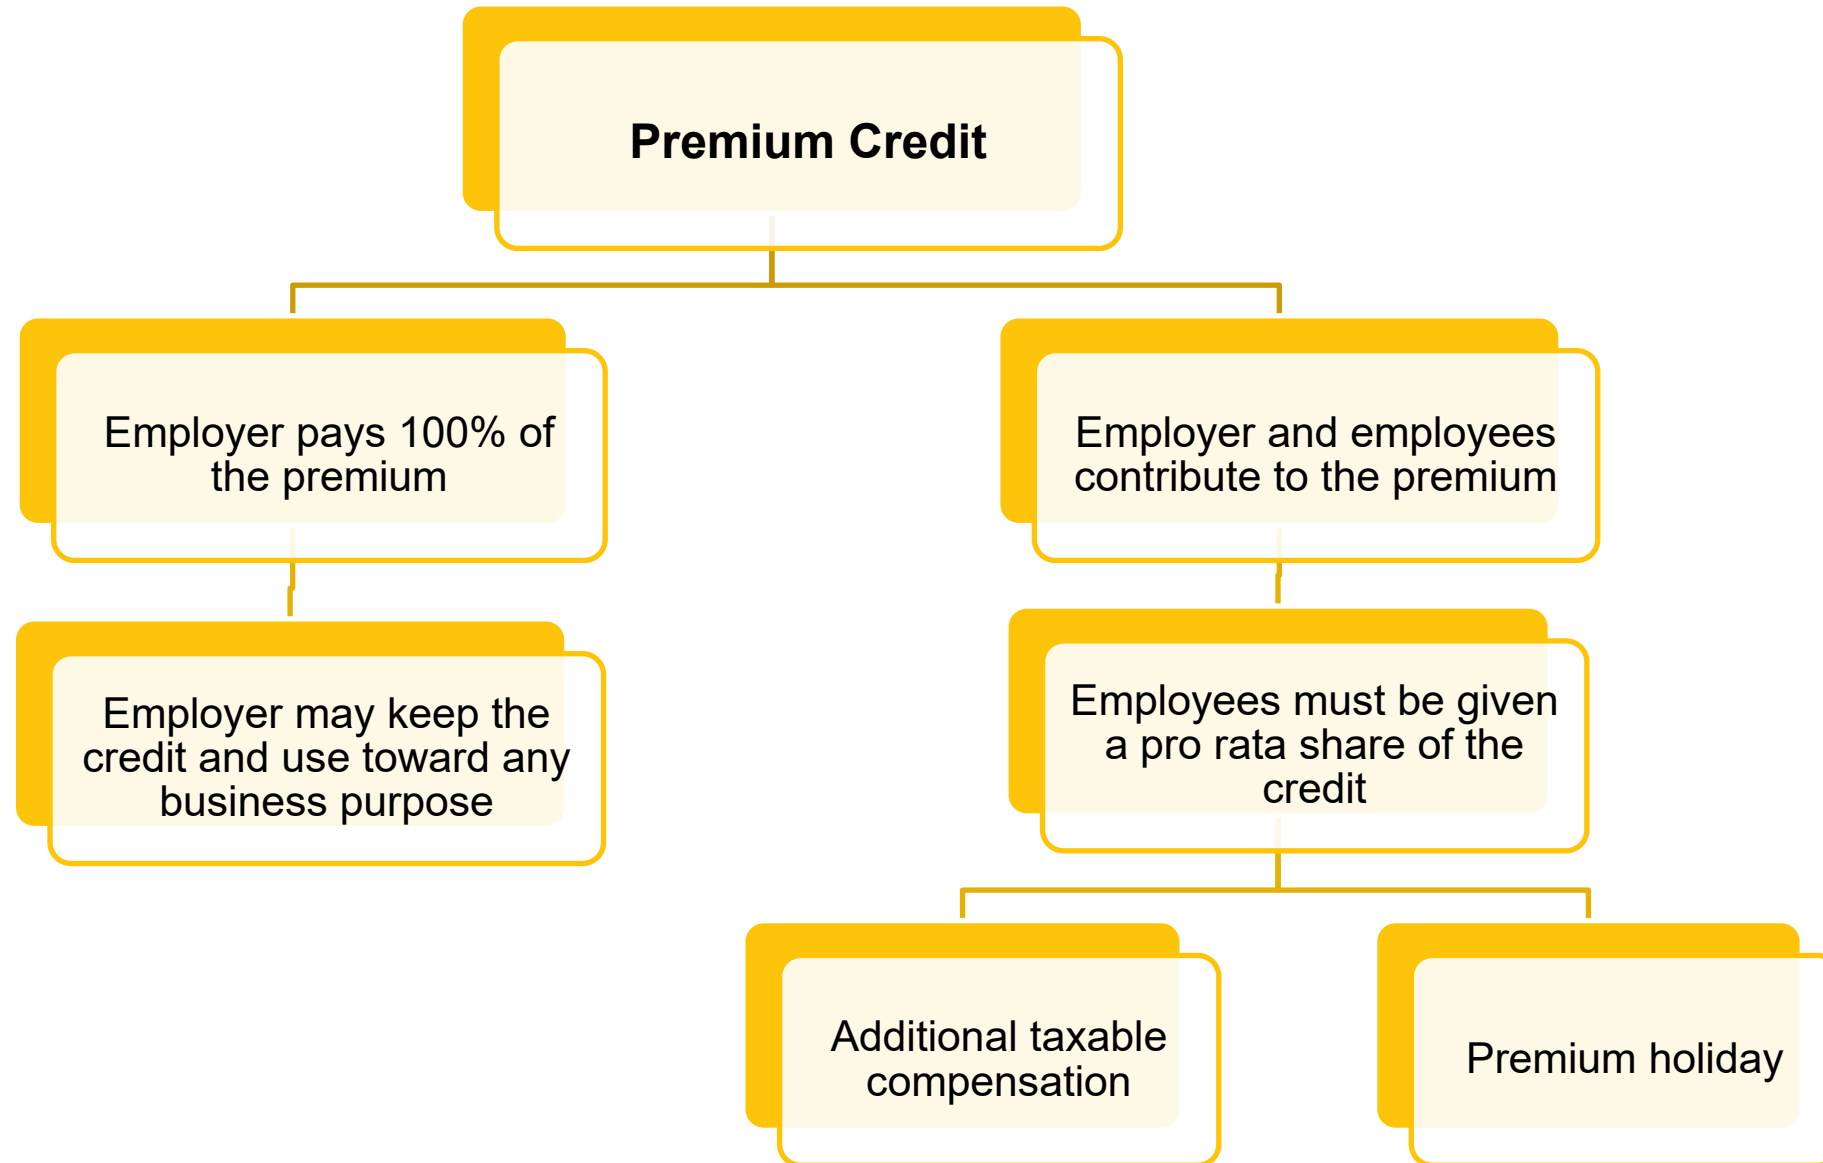 Premium Credit
Employer pays 100% of
the premium
Employer and employees
contribute to the premium
Employer may keep the
credit and use toward any
business purpose
Employees must be given
a pro rata share of the
credit
Additional taxable
compensation
Premium holiday